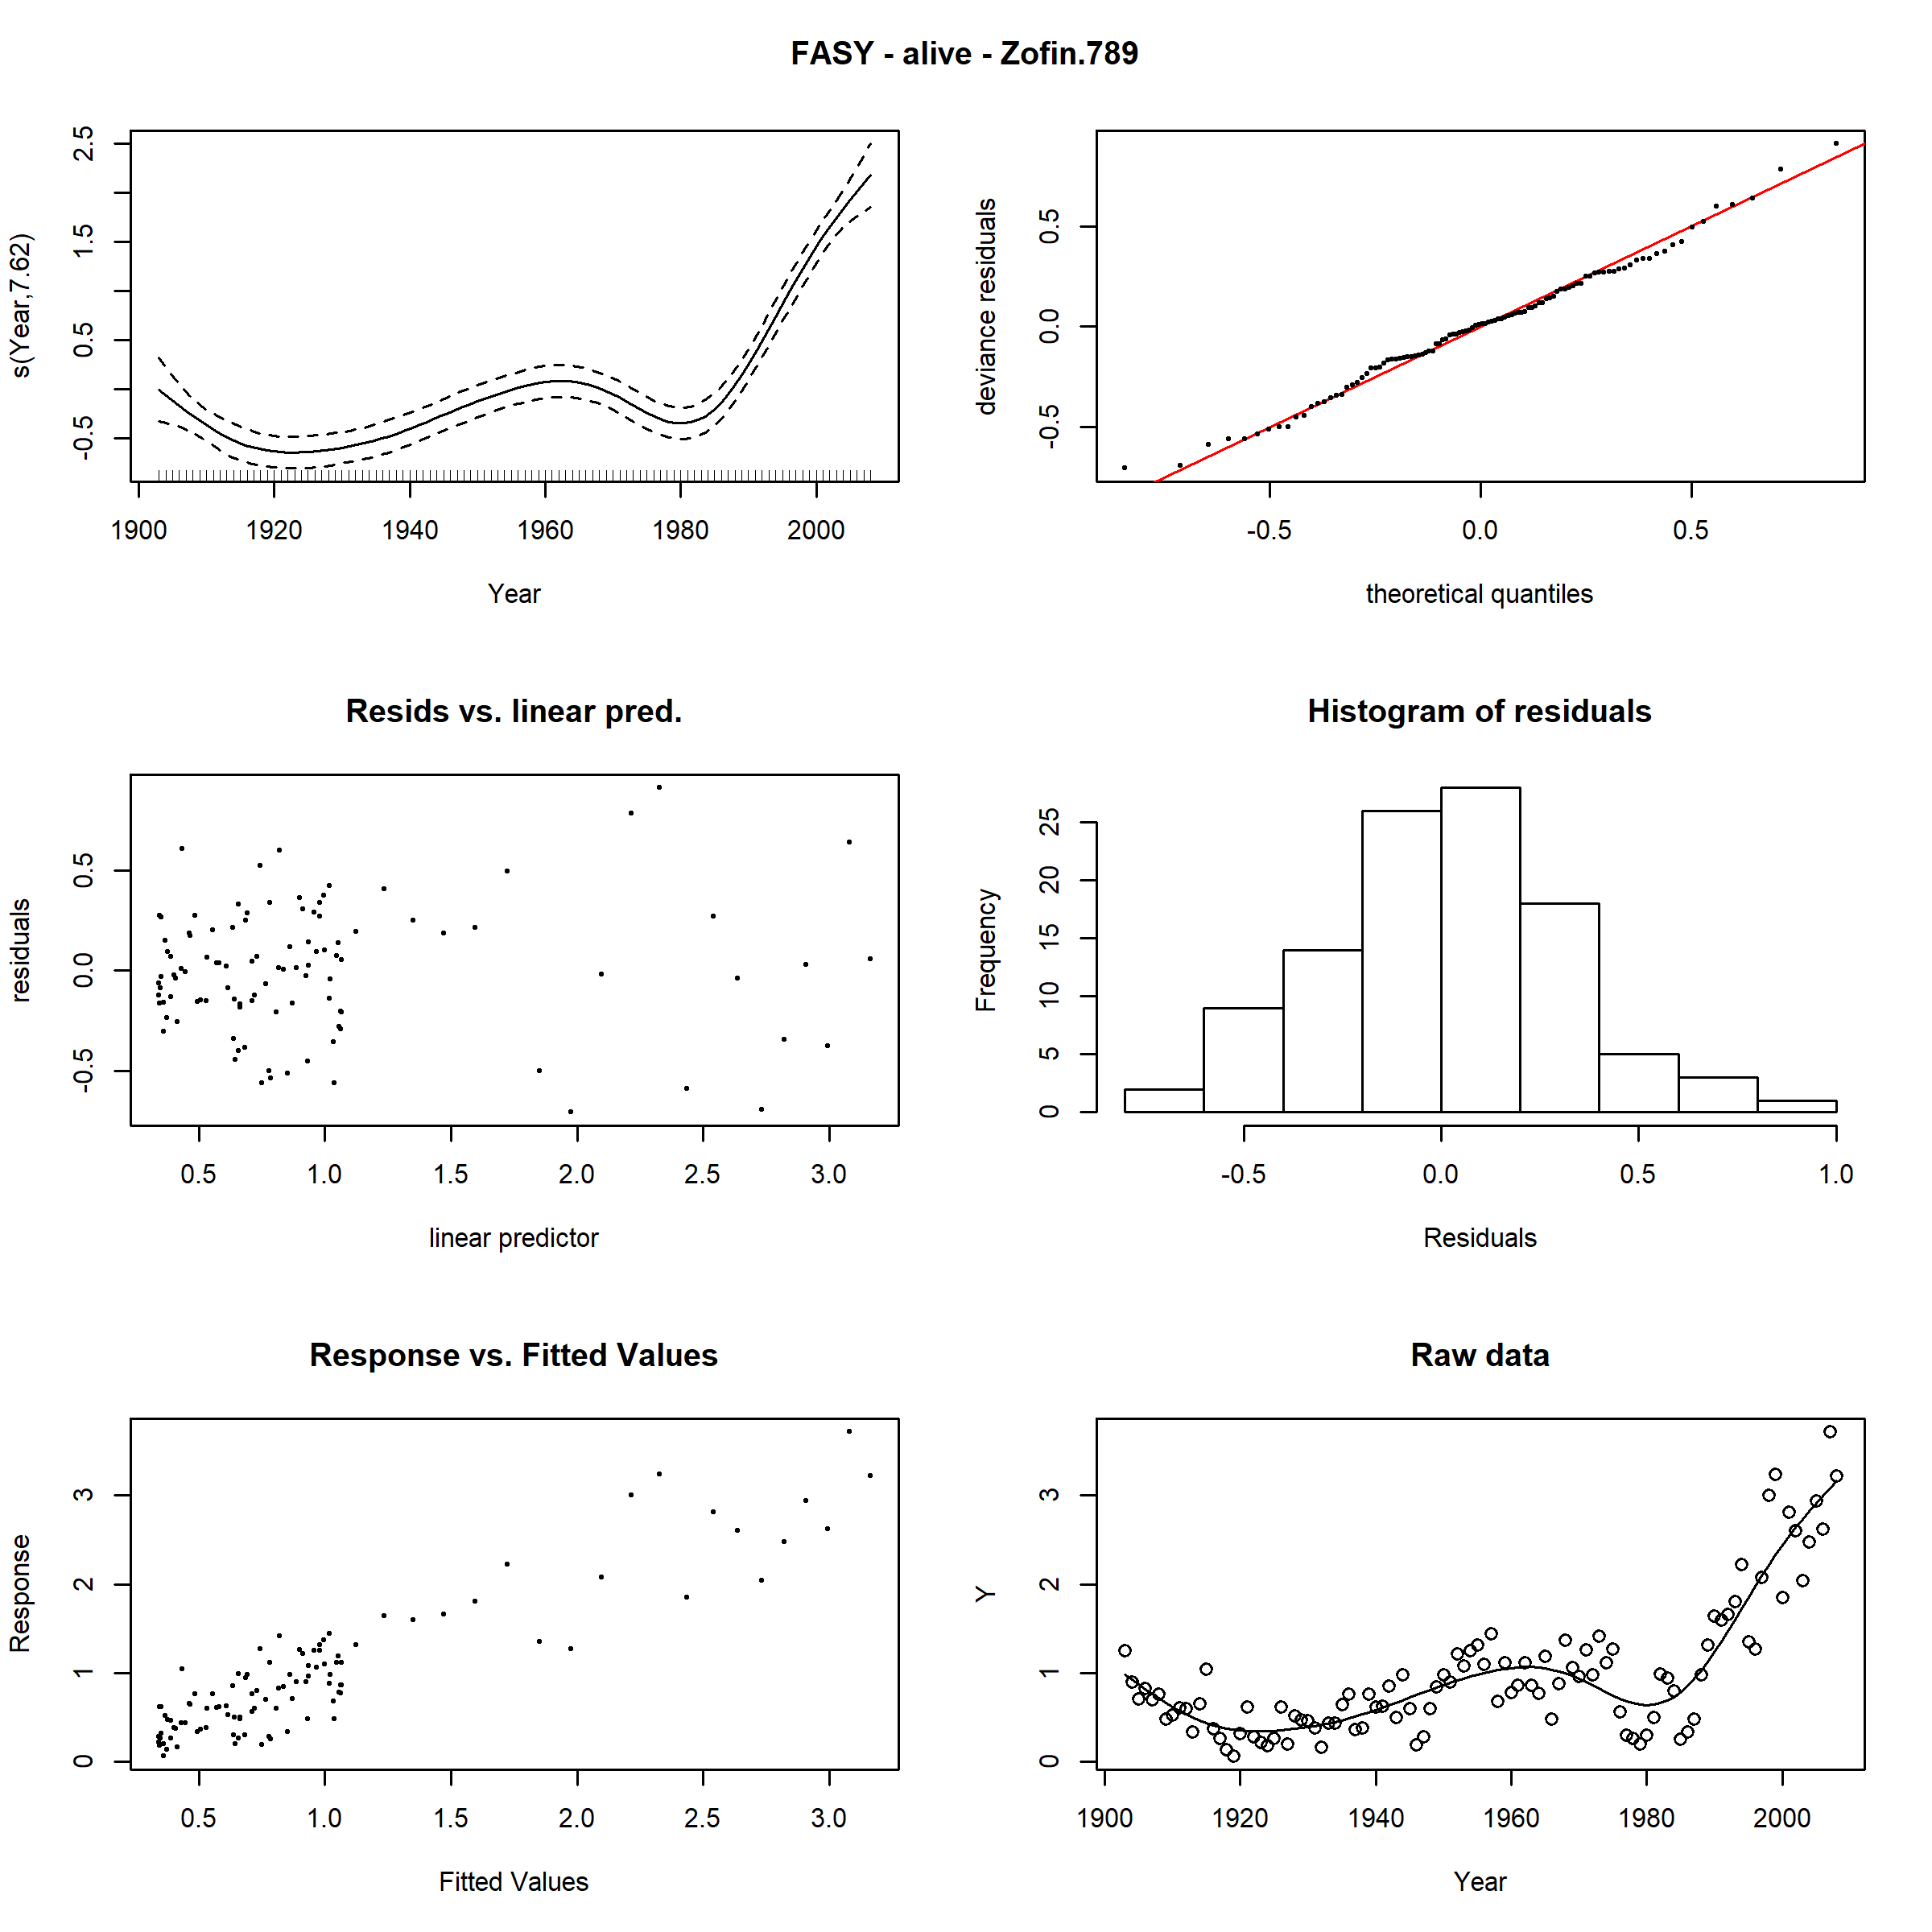 FASY - alive - Zofin.789
s(Year,7.62)
-0.5 0.5 1.5 2.5
1900 1920 1940 1960 1980 2000
Year
deviance residuals
-0.5 0.0 0.5
-0.5 0.0 0.5
theoretical quantiles
Resids vs. linear pred.
residuals
-0.5 0.0 0.5
0.5 1.0 1.5 2.0 2.5 3.0
linear predictor
Histogram of residuals
Frequency
0 5 10 15 20 25
-0.5 0.0 0.5 1.0
Residuals
Response vs. Fitted Values
Response
0 1 2 3
0.5 1.0 1.5 2.0 2.5 3.0
Fitted Values
Raw data
Y
0 1 2 3
1900 1920 1940 1960 1980 2000
Year